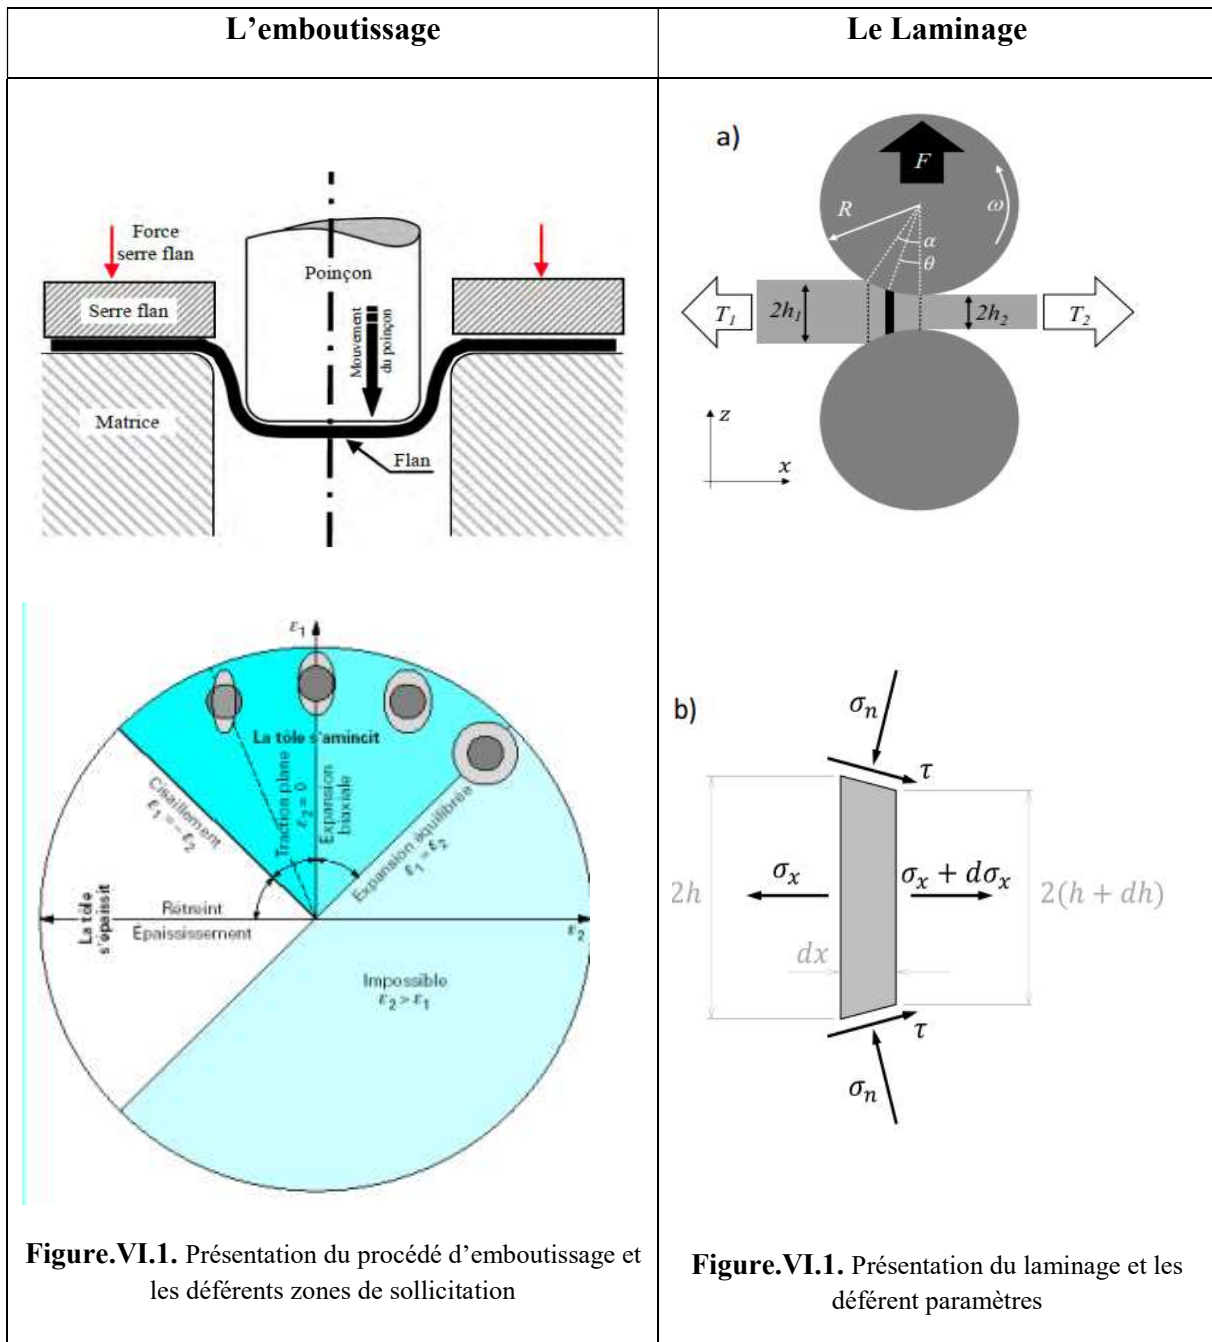 L'emboutissage
Force
serre flan
Serre flan
Poinçon
Mouvement
du poinçon
Matrice
Flan
ε1
La tôle s'amincit
Cisaillement
ε1 = – ε2
Traction plane
ε2 = 0
Expansion
biaxiale
Expansion équilibrée
ε1 = ε2
La tôle
s'épaissit
Rétreint
Épaississement
ε2
Impossible
ε2 > ε1
Figure.VI.1. Présentation du procédé d'emboutissage et
les déférents zones de sollicitation
Le Laminage
a)
F
R
ω
α
θ
T1
2h1
2h2
T2
z
x
b)
σn
τ
σx
σx + dσx
2h
2(h + dh)
dx
τ
σn
Figure.VI.1. Présentation du laminage et les
déférent paramètres